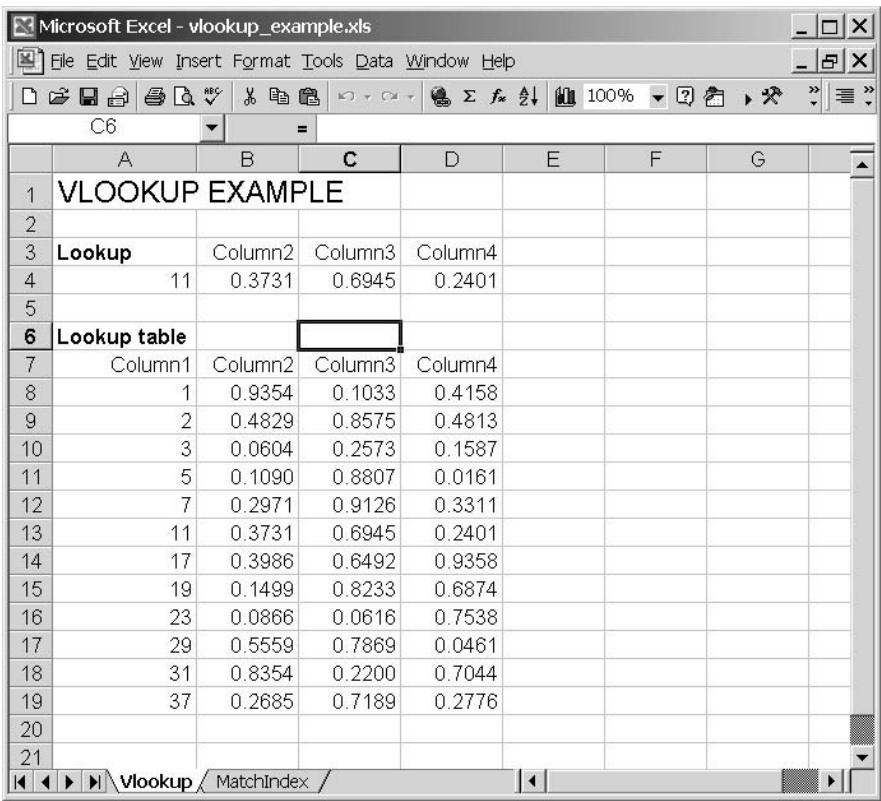 Microsoft Excel - vlookup_example.xls
File Edit View Insert Format Tools Data Window Help
ABC Σ fx 100%
C6 =
A B C D E F G
1 VLOOKUP EXAMPLE
2
3 Lookup Column2 Column3 Column4
4 11 0.3731 0.6945 0.2401
5
6 Lookup table
7 Column1 Column2 Column3 Column4
8 1 0.9354 0.1033 0.4158
9 2 0.4829 0.8575 0.4813
10 3 0.0604 0.2573 0.1587
11 5 0.1090 0.8807 0.0161
12 7 0.2971 0.9126 0.3311
13 11 0.3731 0.6945 0.2401
14 17 0.3986 0.6492 0.9358
15 19 0.1499 0.8233 0.6874
16 23 0.0866 0.0616 0.7538
17 29 0.5559 0.7869 0.0461
18 31 0.8354 0.2200 0.7044
19 37 0.2685 0.7189 0.2776
20
21
Vlookup MatchIndex